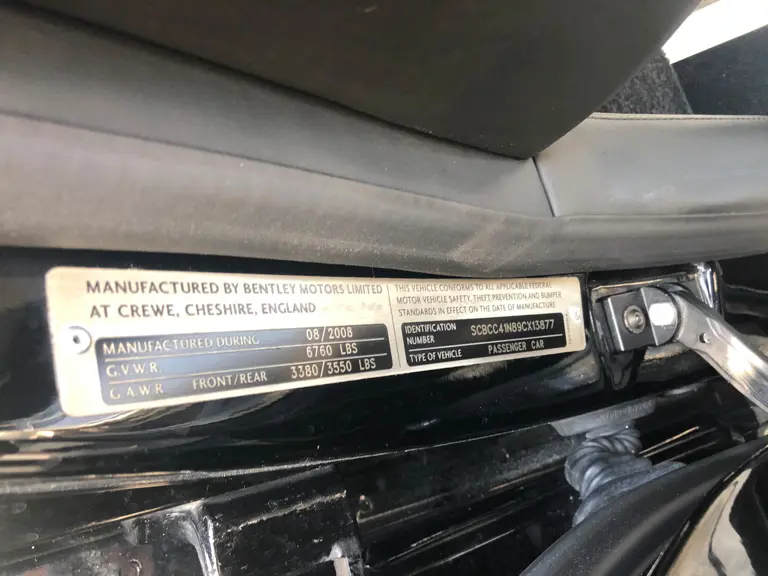 MANUFACTURED BY BENTLEY MOTORS LIMITED
AT CREWE, CHESHIRE, ENGLAND
MANUFACTURED DURING 08/2008
G.V.W.R. 6760 LBS
G.A.W.R. FRONT/REAR 3380/3550 LBS
THIS VEHICLE CONFORMS TO ALL APPLICABLE FEDERAL
MOTOR VEHICLE SAFETY, THEFT PREVENTION AND BUMPER
STANDARDS IN EFFECT ON THE DATE OF MANUFACTURE.
IDENTIFICATION
NUMBER SCBCC41N89CX13877
TYPE OF VEHICLE PASSENGER CAR